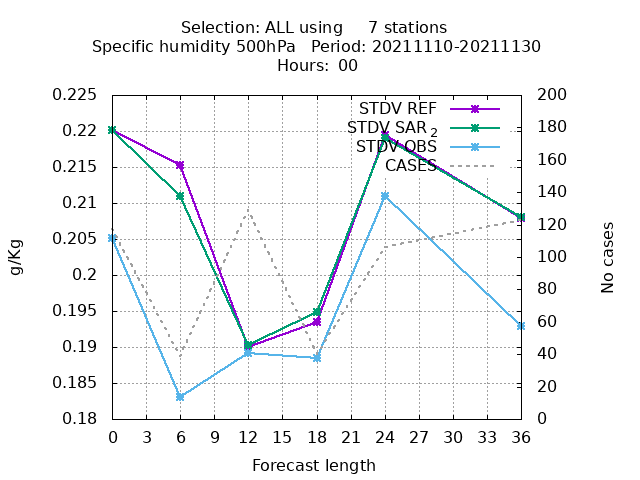 Selection: ALL using 7 stations
Specific humidity 500hPa Period: 20211110-20211130
Hours: 00
STDV REF
STDV SAR 2
STDV OBS
CASES
g/Kg
0.225
0.22
0.215
0.21
0.205
0.2
0.195
0.19
0.185
0.18
200
180
160
140
120
100
80
60
40
20
0
No cases
0 3 6 9 12 15 18 21 24 27 30 33 36
Forecast length